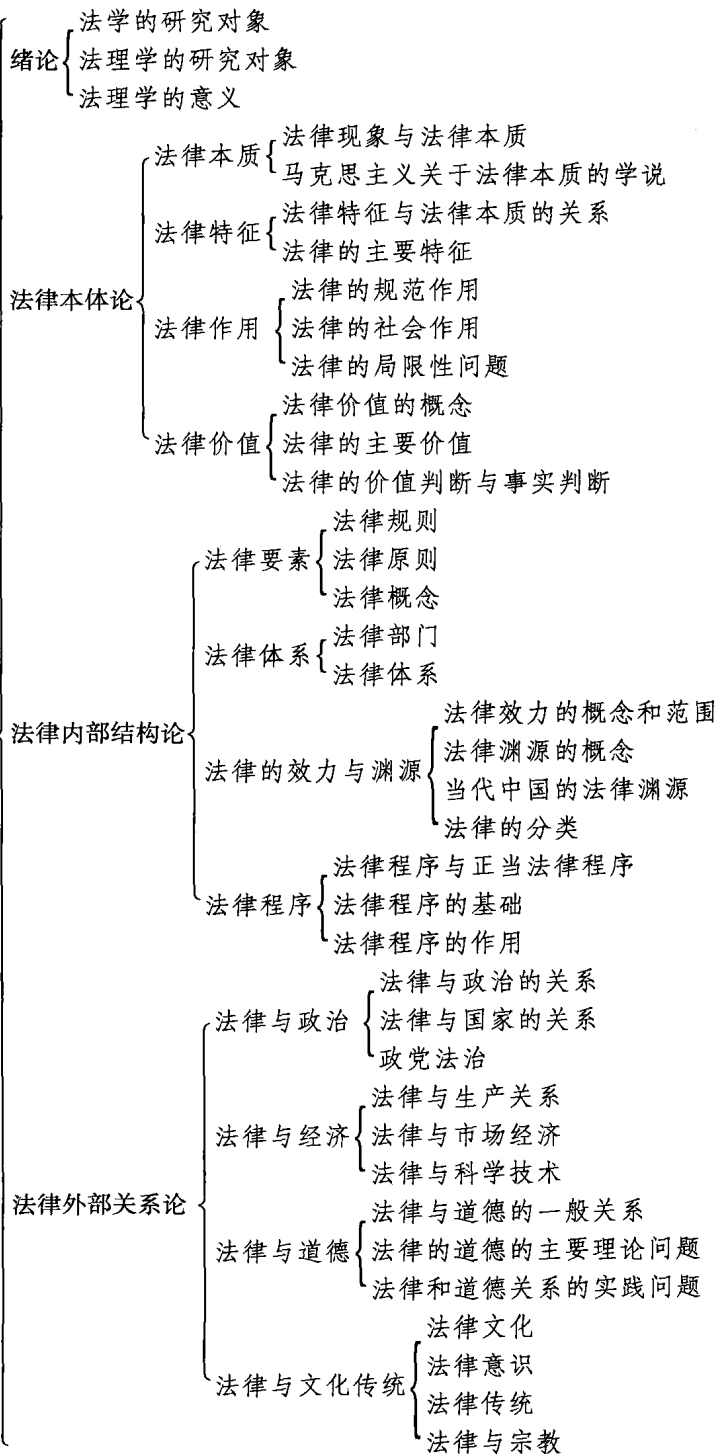 绪论
法学的研究对象
法理学的研究对象
法理学的意义
法律本体论
法律本质
法律现象与法律本质
马克思主义关于法律本质的学说
法律特征
法律特征与法律本质的关系
法律的主要特征
法律作用
法律的规范作用
法律的社会作用
法律的局限性问题
法律价值
法律价值的概念
法律的主要价值
法律的价值判断与事实判断
法律内部结构论
法律要素
法律规则
法律原则
法律概念
法律体系
法律部门
法律体系
法律的效力与渊源
法律效力的概念和范围
法律渊源的概念
当代中国的法律渊源
法律的分类
法律程序
法律程序与正当法律程序
法律程序的基础
法律程序的作用
法律外部关系论
法律与政治
法律与政治的关系
法律与国家的关系
政党法治
法律与经济
法律与生产关系
法律与市场经济
法律与科学技术
法律与道德
法律与道德的一般关系
法律的道德的主要理论问题
法律和道德关系的实践问题
法律与文化传统
法律文化
法律意识
法律传统
法律与宗教